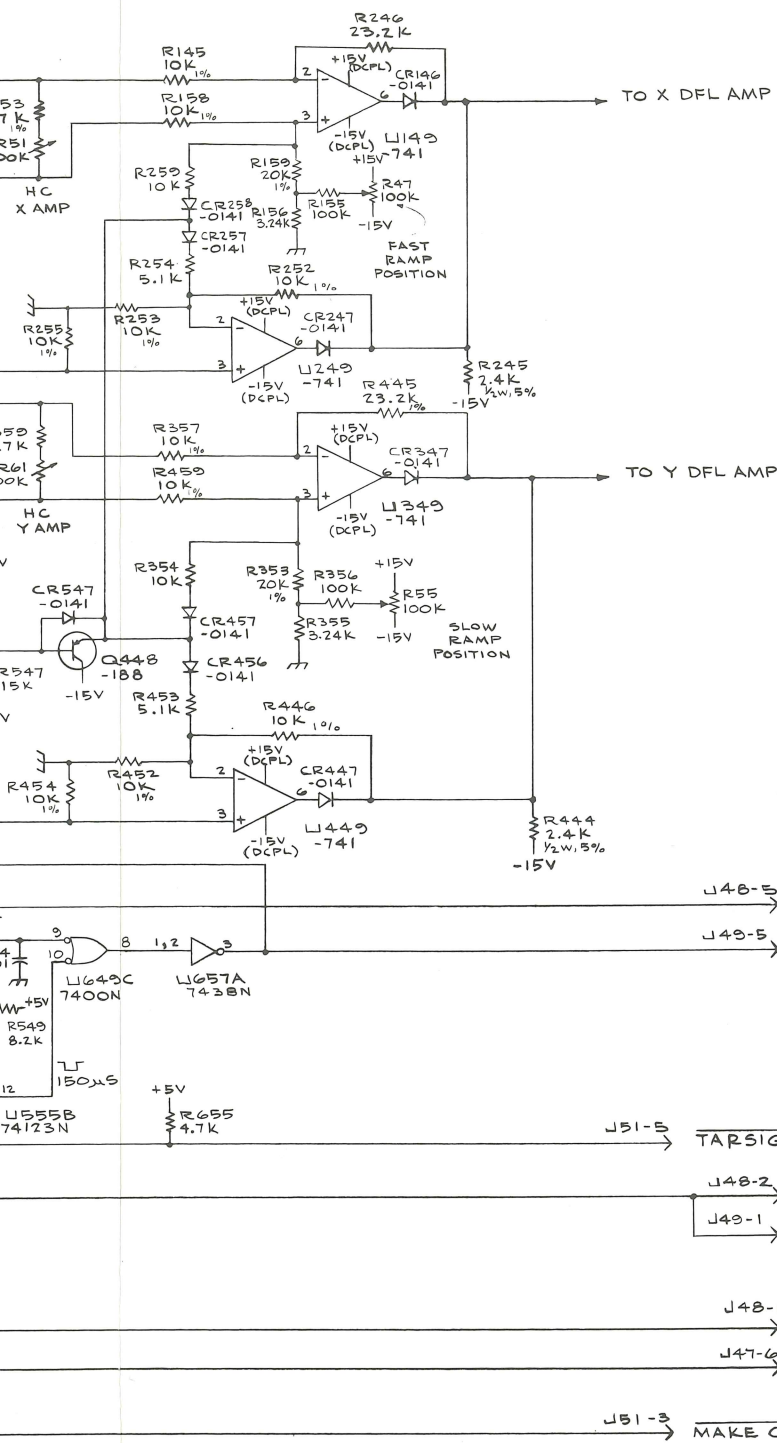 R246
23.2K
R145
10K
1%
+15V
(DCPL)
CR146
-0141
2
6
TO X DFL AMP
R158
10K
1%
3
-15V
(DCPL)
U149
-741
1%
HC
X AMP
R259
10K
R159
20K
1%
+15V
R47
100K
CR258
-0141
R156
3.24K
R155
100K
-15V
CR257
-0141
FAST
RAMP
POSITION
R254
5.1K
R252
10K
1%
+15V
(DCPL)
CR247
-0141
R255
10K
1%
R253
10K
1%
2
6
3
-15V
(DCPL)
U249
-741
R245
2.4K
1/2W, 5%
-15V
R445
23.2K
1%
R357
10K
1%
+15V
(DCPL)
CR347
-0141
2
6
TO Y DFL AMP
R459
10K
1%
3
-15V
(DCPL)
U349
-741
HC
Y AMP
R354
10K
R353
20K
1%
R356
100K
+15V
R55
100K
CR547
-0141
CR457
-0141
R355
3.24K
-15V
SLOW
RAMP
POSITION
Q448
-188
CR456
-0141
R547
15K
-15V
R453
5.1K
R446
10K
1%
+15V
(DCPL)
CR447
-0141
R454
10K
1%
R452
10K
1%
2
6
3
-15V
(DCPL)
U449
-741
R444
2.4K
1/2W, 5%
-15V
J48-5
9
8
1,2
3
J49-5
10
U649C
7400N
U657A
7438N
+5V
R549
8.2K
150µS
12
U555B
74123N
+5V
R655
4.7K
J51-5
TARSIG
J48-2
J49-1
J48-
J47-6
J51-3
MAKE C